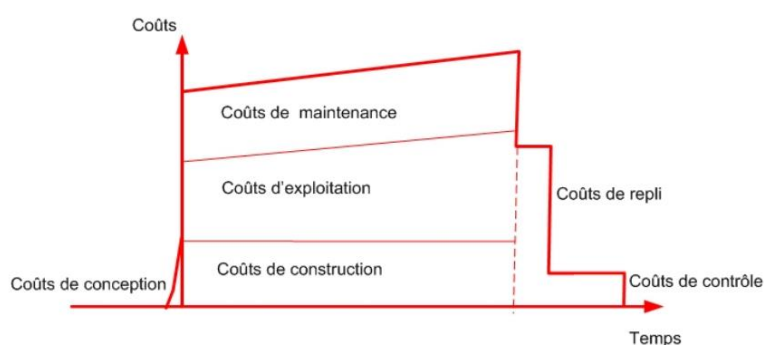 Coûts
Coûts de maintenance
Coûts d'exploitation
Coûts de repli
Coûts de construction
Coûts de conception
Coûts de contrôle
Temps